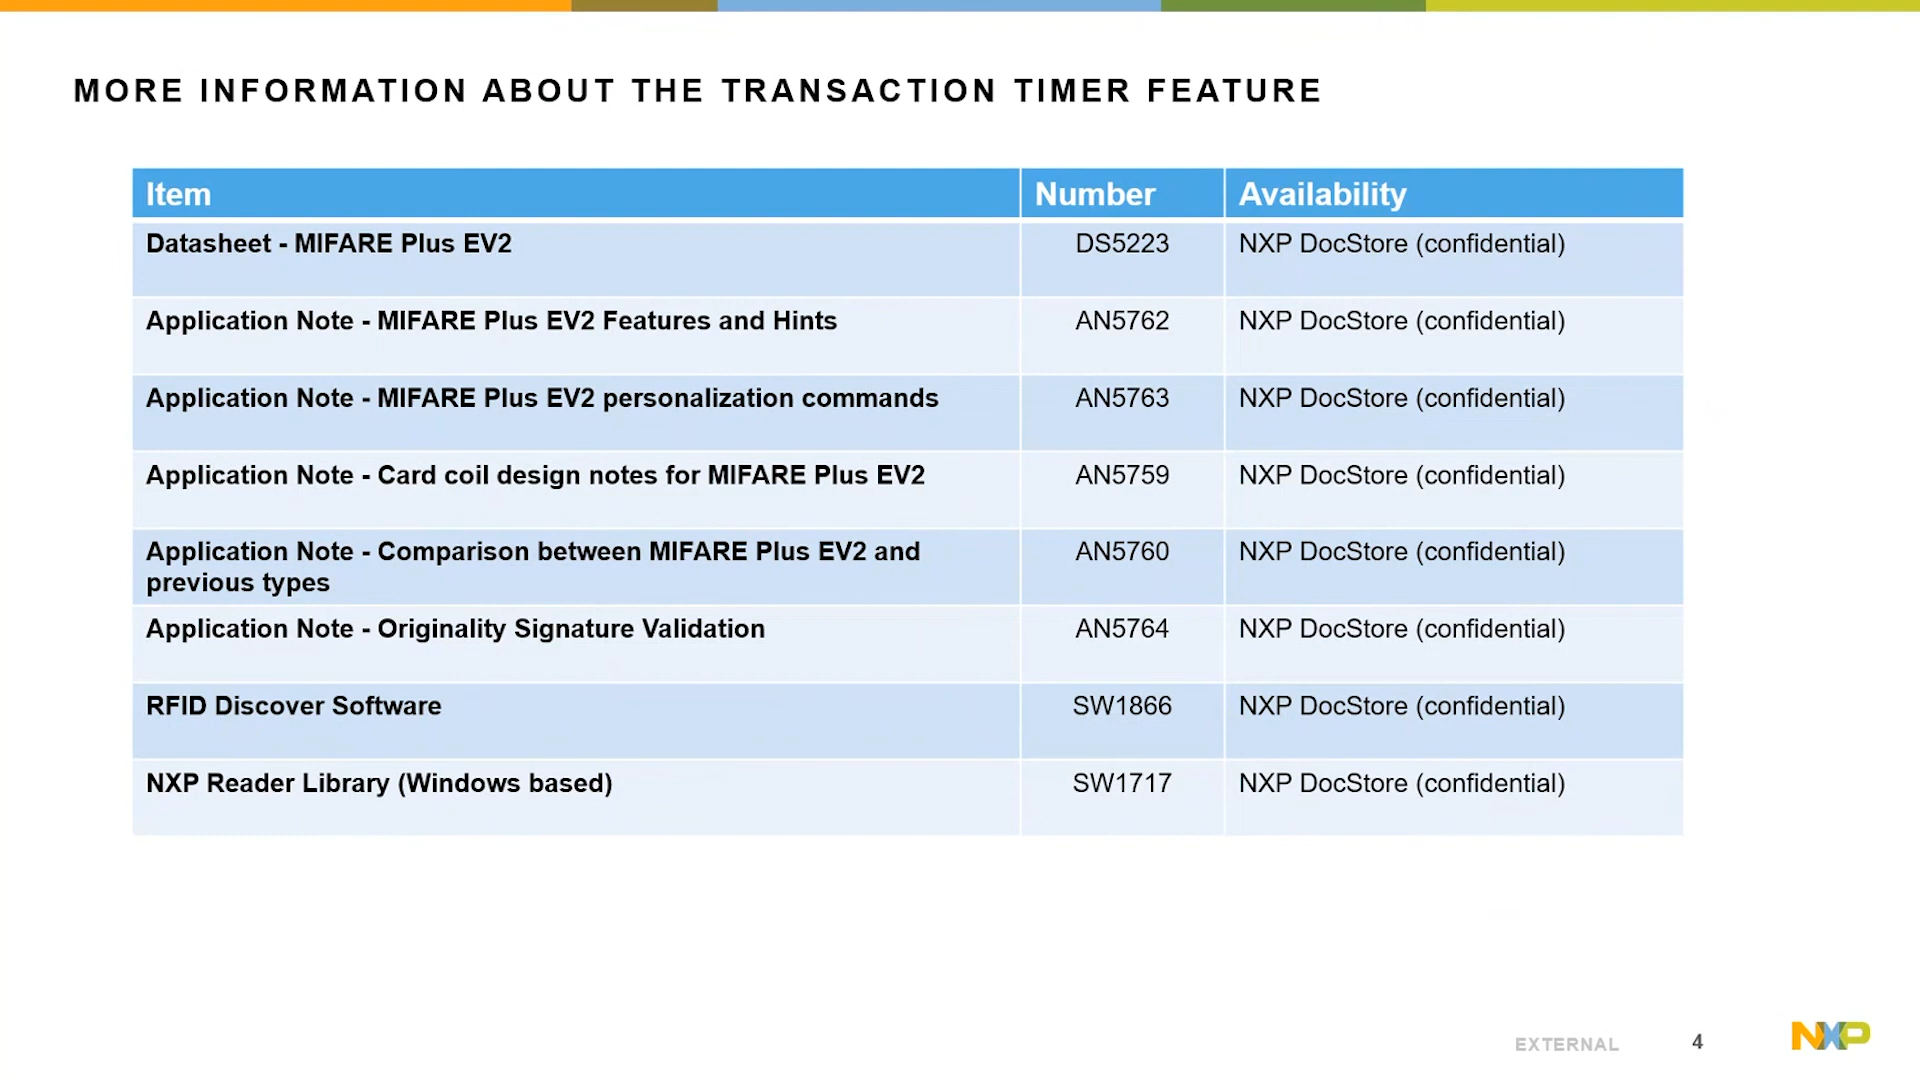 MORE INFORMATION ABOUT THE TRANSACTION TIMER FEATURE
Item Number Availability
Datasheet - MIFARE Plus EV2 DS5223 NXP DocStore (confidential)
Application Note - MIFARE Plus EV2 Features and Hints AN5762 NXP DocStore (confidential)
Application Note - MIFARE Plus EV2 personalization commands AN5763 NXP DocStore (confidential)
Application Note - Card coil design notes for MIFARE Plus EV2 AN5759 NXP DocStore (confidential)
Application Note - Comparison between MIFARE Plus EV2 and AN5760 NXP DocStore (confidential)
previous types
Application Note - Originality Signature Validation AN5764 NXP DocStore (confidential)
RFID Discover Software SW1866 NXP DocStore (confidential)
NXP Reader Library (Windows based) SW1717 NXP DocStore (confidential)
EXTERNAL 4 NXP